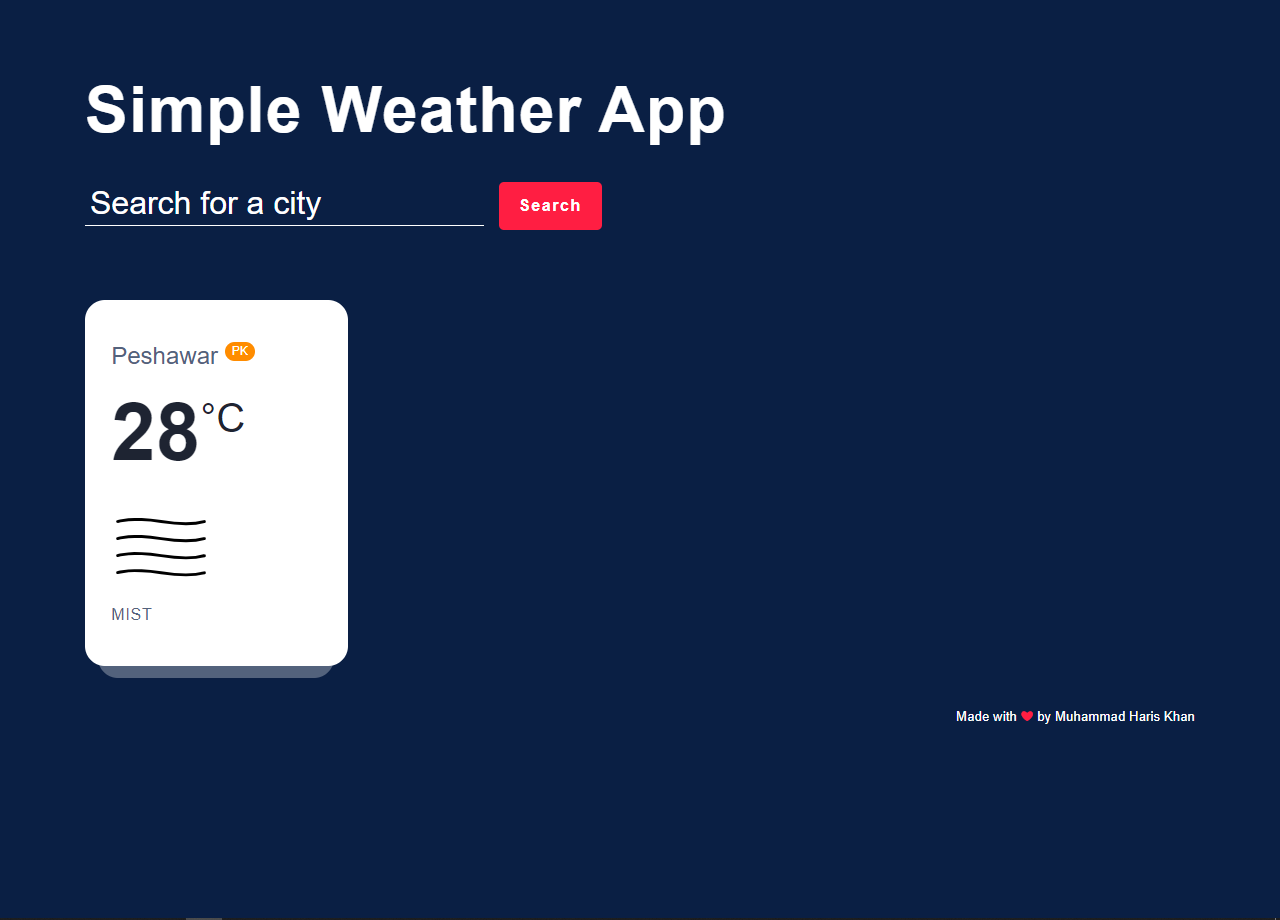 Simple Weather App
Search for a city
Search
Peshawar PK
28°C
MIST
Made with ❤ by Muhammad Haris Khan